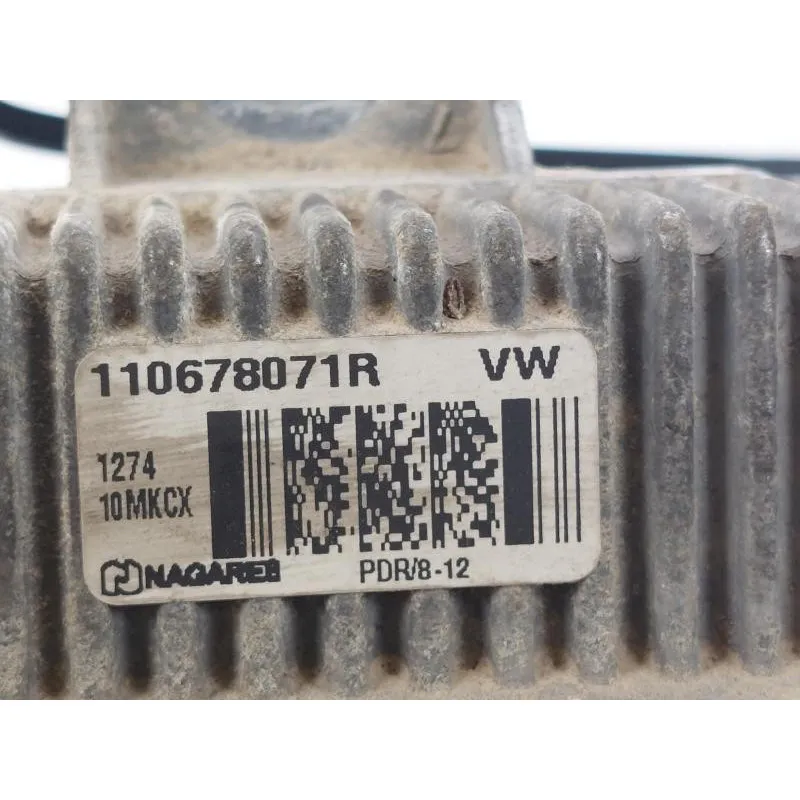 110678071R VW
1274
10MKCX
NAGARES PDR/8-12